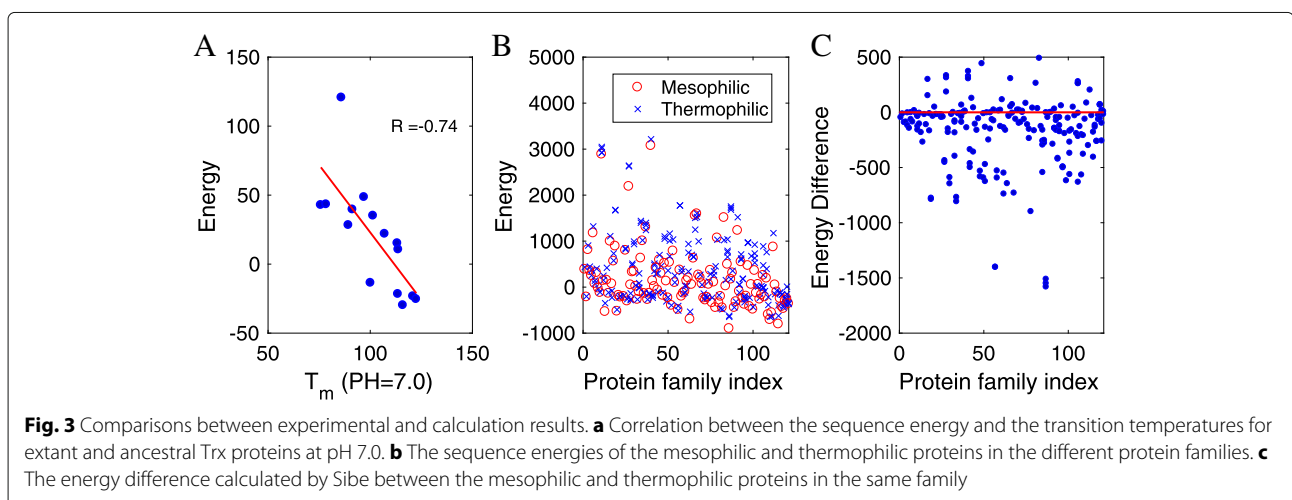 A
B
C
150
100
50
0
-50
Energy
R =-0.74
50
100
150
T_m (PH=7.0)
5000
4000
3000
2000
1000
0
-1000
Energy
Mesophilic
Thermophilic
0
50
100
Protein family index
500
0
-500
-1000
-1500
-2000
Energy Difference
0
50
100
Protein family index
Fig. 3 Comparisons between experimental and calculation results. a Correlation between the sequence energy and the transition temperatures for
extant and ancestral Trx proteins at pH 7.0. b The sequence energies of the mesophilic and thermophilic proteins in the different protein families. c
The energy difference calculated by Sibe between the mesophilic and thermophilic proteins in the same family